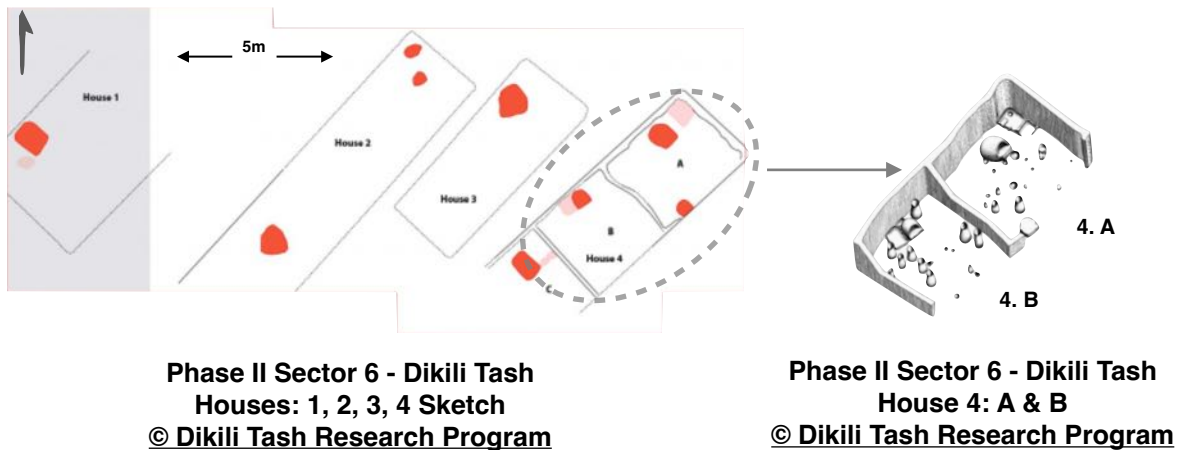 5m
House 1
House 2
House 3
A
B
House 4
C
4. A
4. B
Phase II Sector 6 - Dikili Tash
Houses: 1, 2, 3, 4 Sketch
© Dikili Tash Research Program
Phase II Sector 6 - Dikili Tash
House 4: A & B
© Dikili Tash Research Program